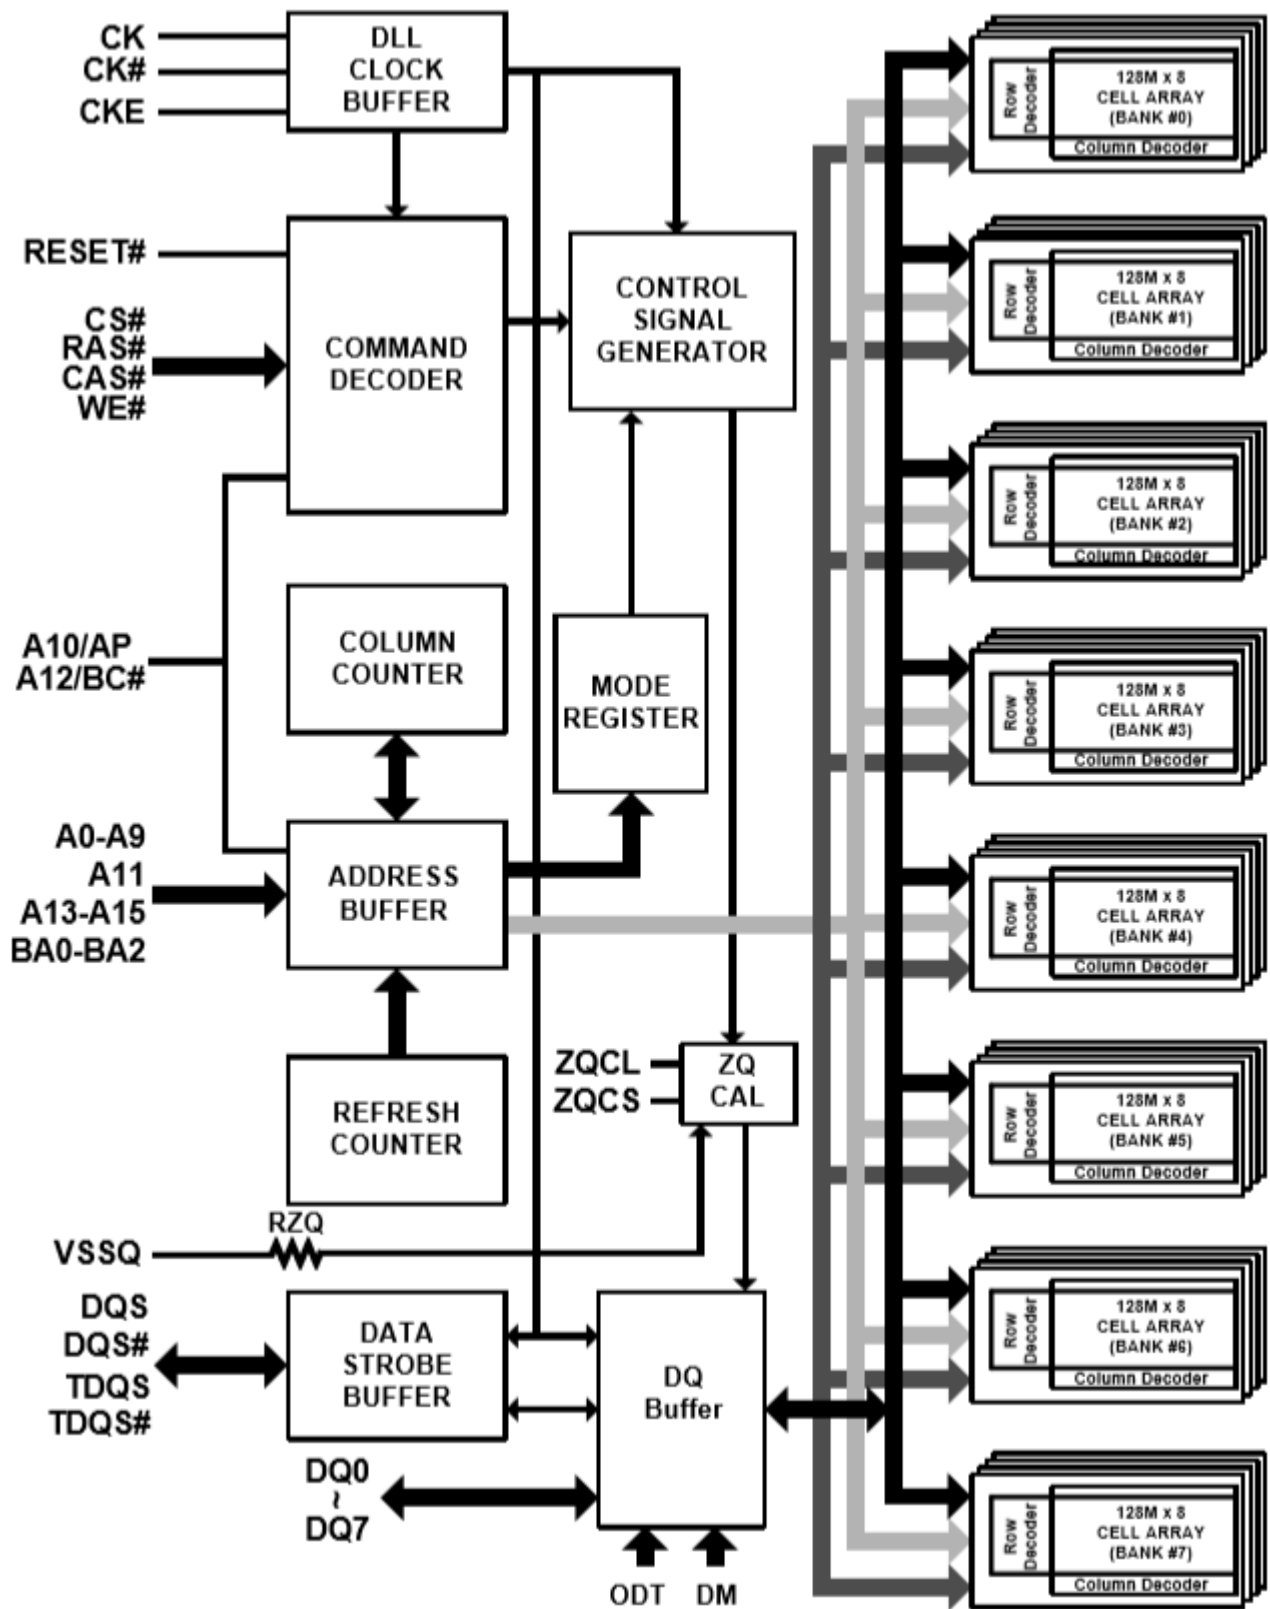 CK
CK#
CKE
DLL
CLOCK
BUFFER
RESET#
CS#
RAS#
CAS#
WE#
COMMAND
DECODER
CONTROL
SIGNAL
GENERATOR
A10/AP
A12/BC#
COLUMN
COUNTER
MODE
REGISTER
A0-A9
A11
A13-A15
BA0-BA2
ADDRESS
BUFFER
REFRESH
COUNTER
ZQCL
ZQCS
ZQ
CAL
RZQ
VSSQ
DQS
DQS#
TDQS
TDQS#
DATA
STROBE
BUFFER
DQ
Buffer
DQ0
~
DQ7
ODT
DM
Row
Decoder
128M x 8
CELL ARRAY
(BANK #0)
Column Decoder
Row
Decoder
128M x 8
CELL ARRAY
(BANK #1)
Column Decoder
Row
Decoder
128M x 8
CELL ARRAY
(BANK #2)
Column Decoder
Row
Decoder
128M x 8
CELL ARRAY
(BANK #3)
Column Decoder
Row
Decoder
128M x 8
CELL ARRAY
(BANK #4)
Column Decoder
Row
Decoder
128M x 8
CELL ARRAY
(BANK #5)
Column Decoder
Row
Decoder
128M x 8
CELL ARRAY
(BANK #6)
Column Decoder
Row
Decoder
128M x 8
CELL ARRAY
(BANK #7)
Column Decoder